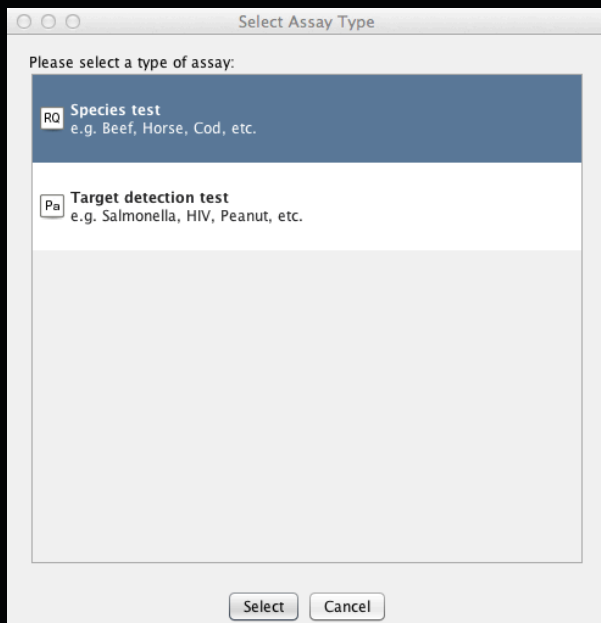 Select Assay Type
Please select a type of assay:
RQ
Species test
e.g. Beef, Horse, Cod, etc.
Pa
Target detection test
e.g. Salmonella, HIV, Peanut, etc.
Select Cancel